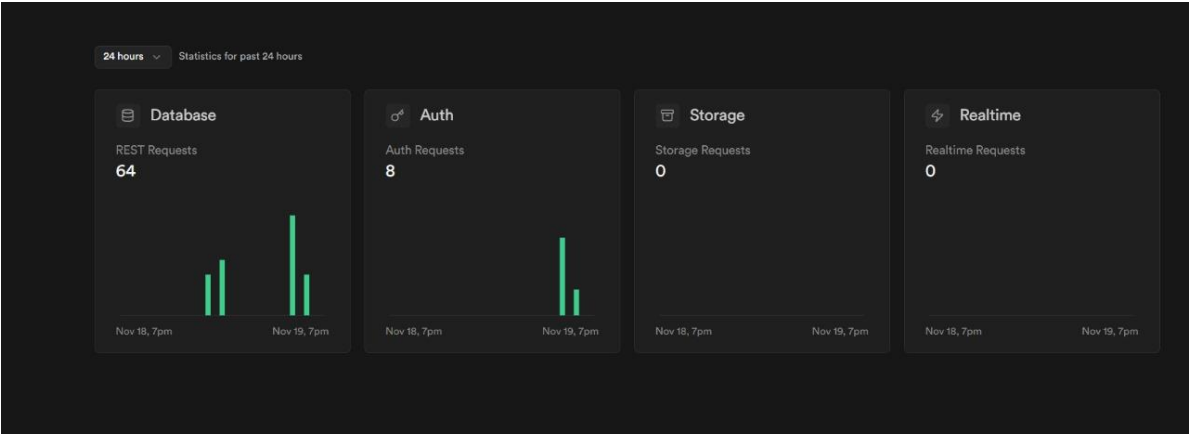 24 hours Statistics for past 24 hours
Database
REST Requests
64
Nov 18, 7pm Nov 19, 7pm
Auth
Auth Requests
8
Nov 18, 7pm Nov 19, 7pm
Storage
Storage Requests
0
Nov 18, 7pm Nov 19, 7pm
Realtime
Realtime Requests
0
Nov 18, 7pm Nov 19, 7pm